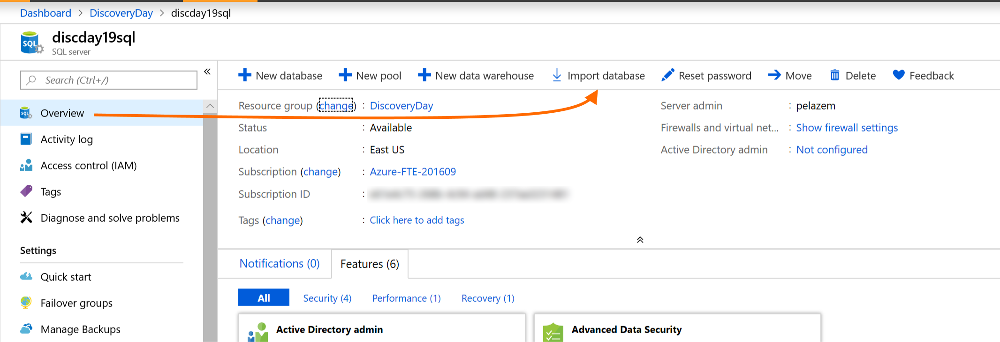 Dashboard > DiscoveryDay > discday19sql
SQL
discday19sql
SQL server
Search (Ctrl+/)
«
New database
New pool
New data warehouse
Import database
Reset password
Move
Delete
Feedback
SQL
Overview
Activity log
Access control (IAM)
Tags
Diagnose and solve problems
Settings
Quick start
Failover groups
Manage Backups
Resource group (change) : DiscoveryDay
Status : Available
Location : East US
Subscription (change) : Azure-FTE-201609
Subscription ID :
Tags (change) : Click here to add tags
Server admin : pelazem
Firewalls and virtual net... : Show firewall settings
Active Directory admin : Not configured
Notifications (0)
Features (6)
All
Security (4)
Performance (1)
Recovery (1)
Active Directory admin
Advanced Data Security